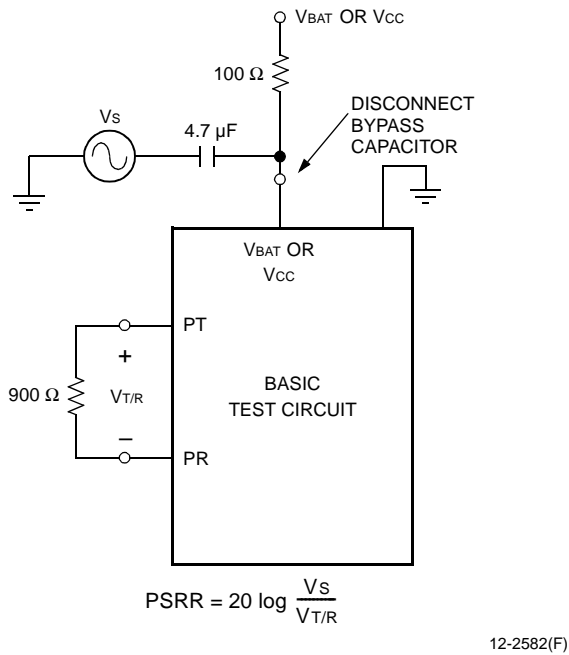 VBAT OR VCC
100 Ω
DISCONNECT
BYPASS
CAPACITOR
VS
4.7 µF
VBAT OR
VCC
PT
+
900 Ω
VT/R
BASIC
TEST CIRCUIT
–
PR
PSRR = 20 log VS
VT/R
12-2582(F)